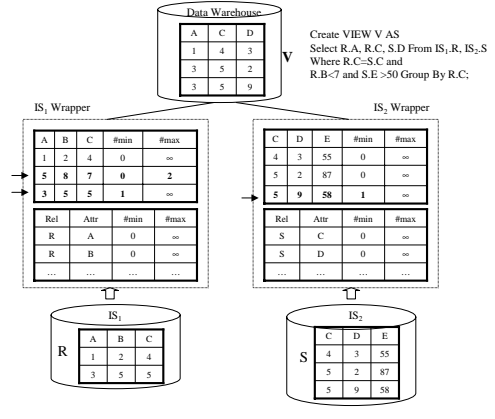 Data Warehouse
A C D
1 4 3
3 5 2
3 5 9
V
Create VIEW V AS
Select R.A, R.C, S.D From IS1.R, IS2.S
Where R.C=S.C and
R.B<7 and S.E >50 Group By R.C;
IS1 Wrapper
A B C #min #max
1 2 4 0 ∞
5 8 7 0 2
3 5 5 1 ∞
Rel Attr #min #max
R A 0 ∞
R B 0 ∞
... ... ... ...
IS2 Wrapper
C D E #min #max
4 3 55 0 ∞
5 2 87 0 ∞
5 9 58 1 ∞
Rel Attr #min #max
S C 0 ∞
S D 0 ∞
... ... ... ...
IS1
R
A B C
1 2 4
3 5 5
IS2
S
C D E
4 3 55
5 2 87
5 9 58